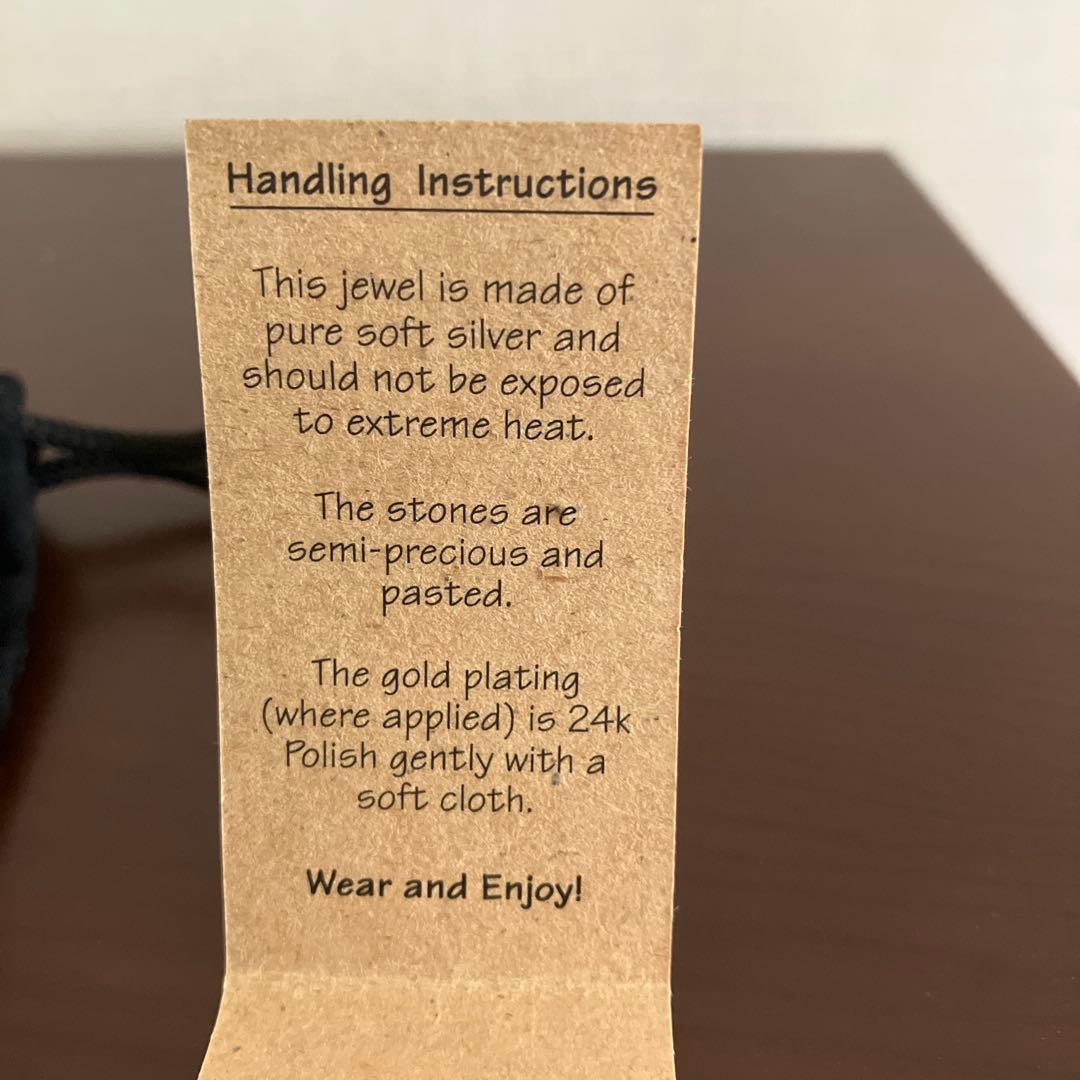 Handling Instructions
This jewel is made of
pure soft silver and
should not be exposed
to extreme heat.
The stones are
semi-precious and
pasted.
The gold plating
(where applied) is 24k
Polish gently with a
soft cloth.
Wear and Enjoy!